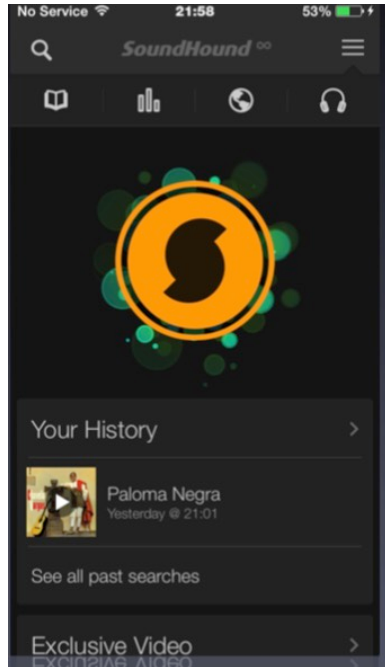 No Service 21:58 53%
SoundHound ∞
Your History
Paloma Negra
Yesterday @ 21:01
See all past searches
Exclusive Video